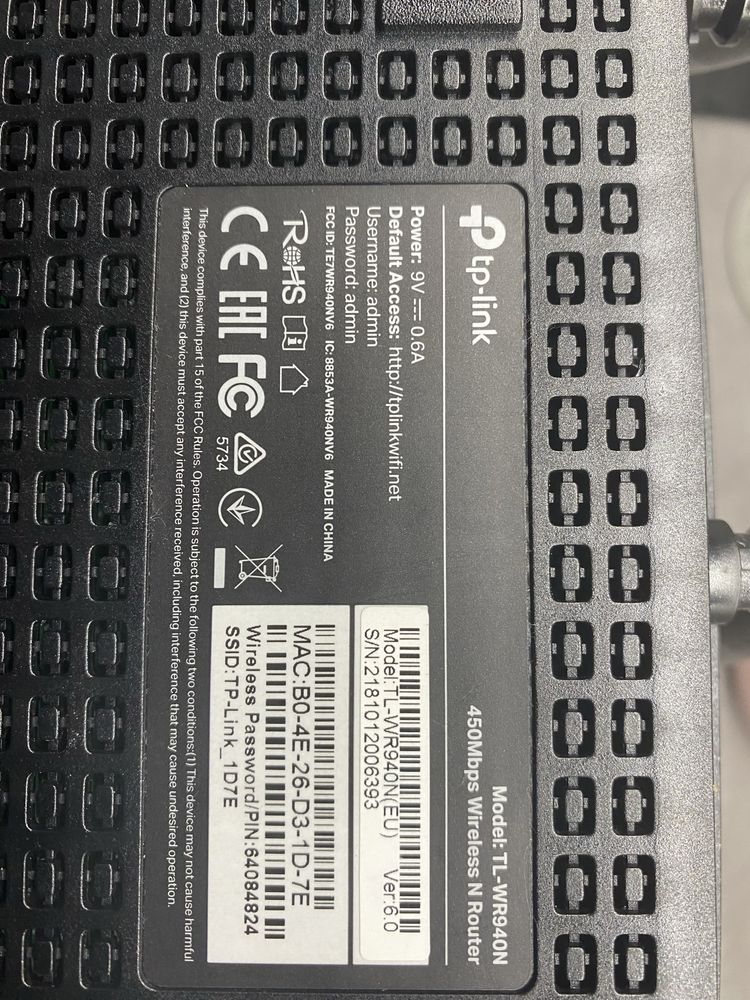 tp-link
Model: TL-WR940N
450Mbps Wireless N Router
Power: 9V ⎓ 0.6A
Default Access: http://tplinkwifi.net
Username: admin
Password: admin
FCC ID: TE7WR940NV6 IC: 8853A-WR940NV6 MADE IN CHINA
RoHS
CE EAC FC
5734
This device complies with part 15 of the FCC Rules. Operation is subject to the following two conditions:(1) This device may not cause harmful
interference, and (2) this device must accept any interference received, including interference that may cause undesired operation.
Model:TL-WR940N(EU) Ver:6.0
S/N:2181012006393
MAC:B0-4E-26-D3-1D-7E
Wireless Password/PIN:64084824
SSID:TP-Link_1D7E